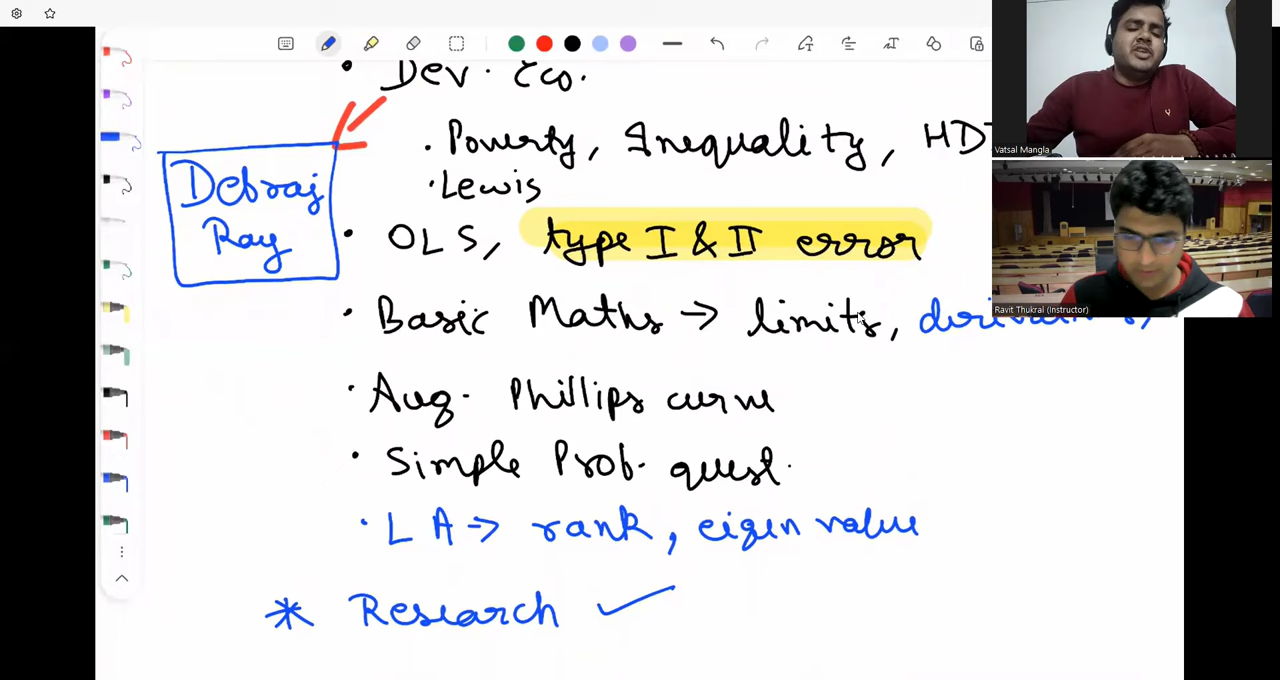 Vatsal Mangla
Dev. Eco.
. Poverty, Inequality,
. Lewis
Debraj
Ray
• OLS, type I & II error
Ravit Thukral (Instructor)
• Basic Maths → limits,
• Aug. Phillips curve
• Simple Prob. quest.
• LA → rank, eigen value
* Research ✓